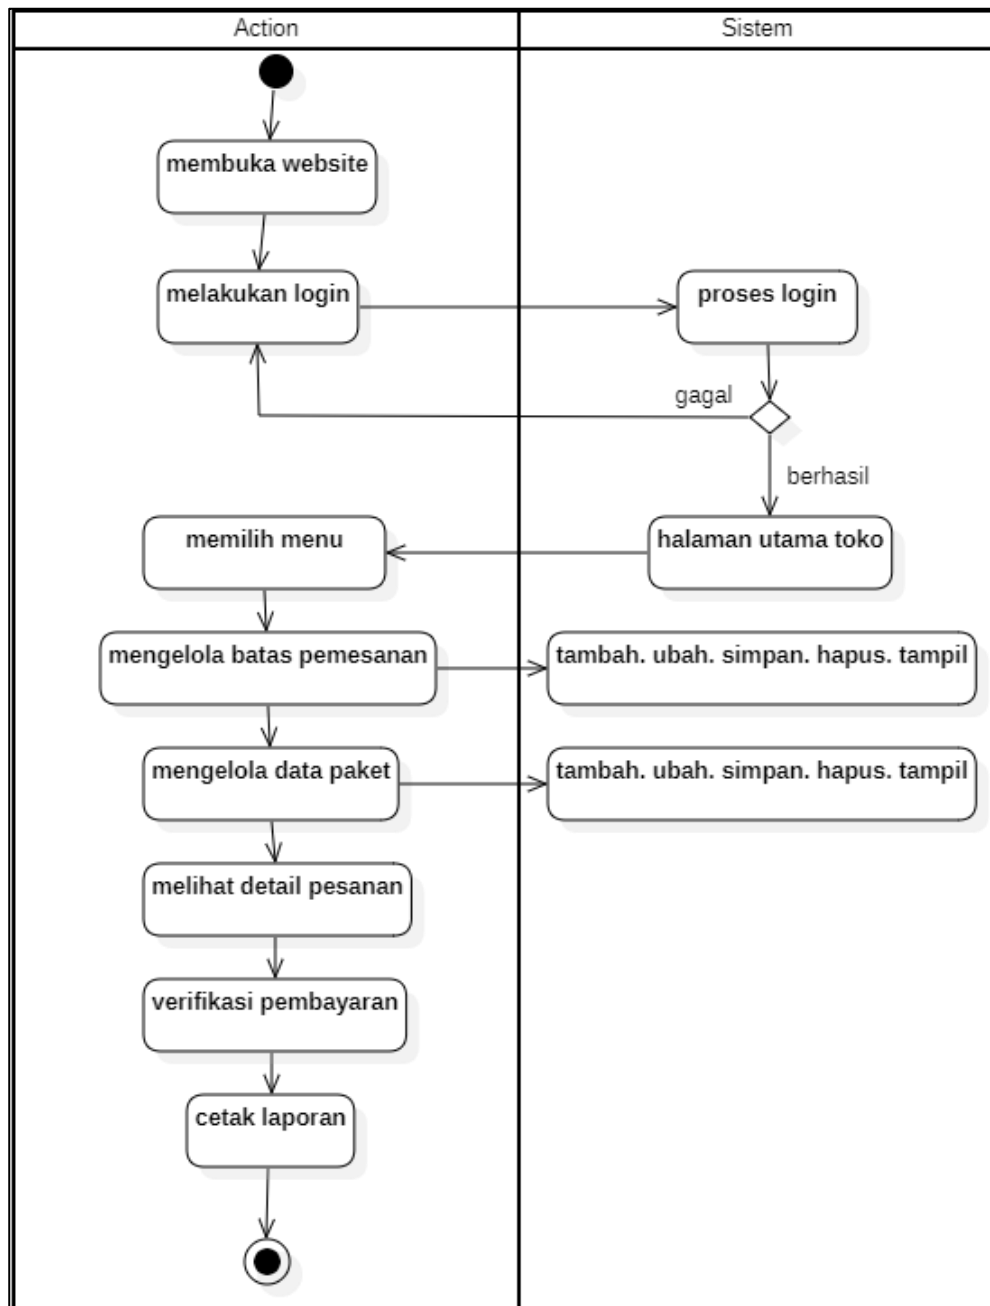 Action
Sistem
membuka website
melakukan login
proses login
gagal
berhasil
memilih menu
halaman utama toko
mengelola batas pemesanan
tambah. ubah. simpan. hapus. tampil
mengelola data paket
tambah. ubah. simpan. hapus. tampil
melihat detail pesanan
verifikasi pembayaran
cetak laporan